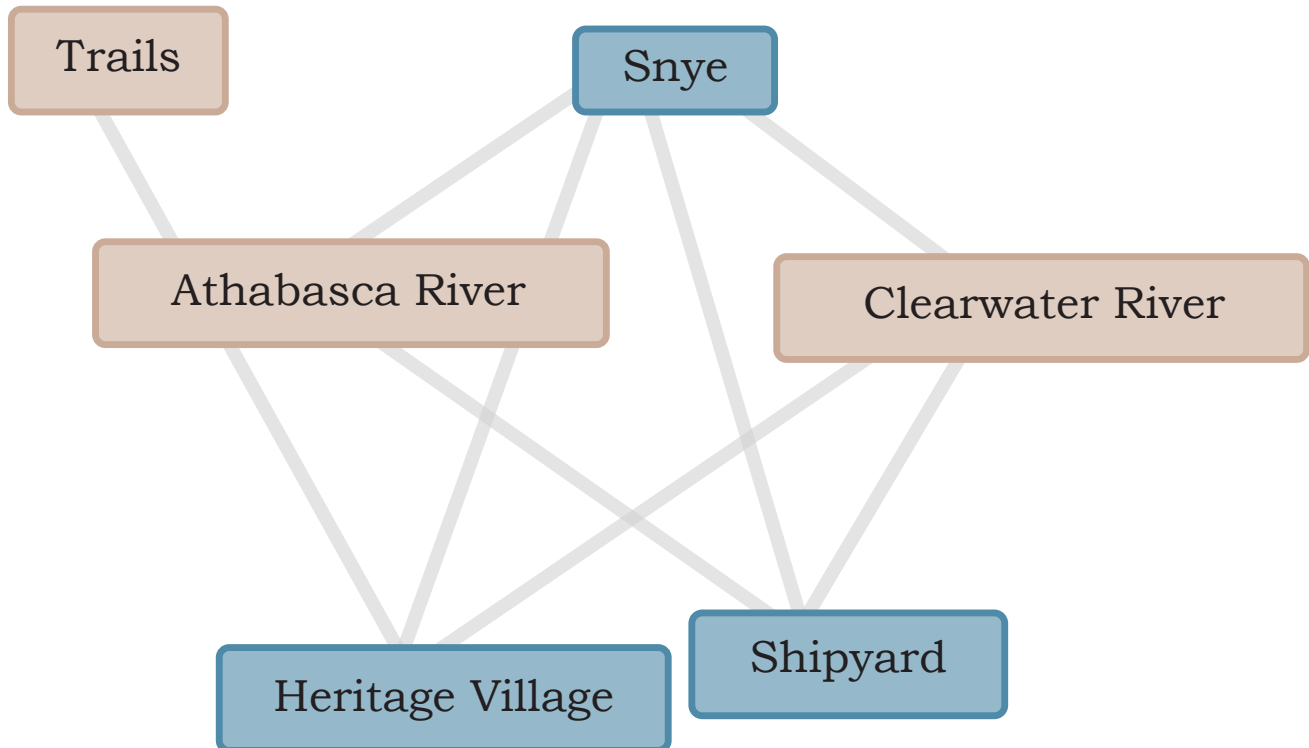 Trails
Snye
Athabasca River
Clearwater River
Shipyard
Heritage Village